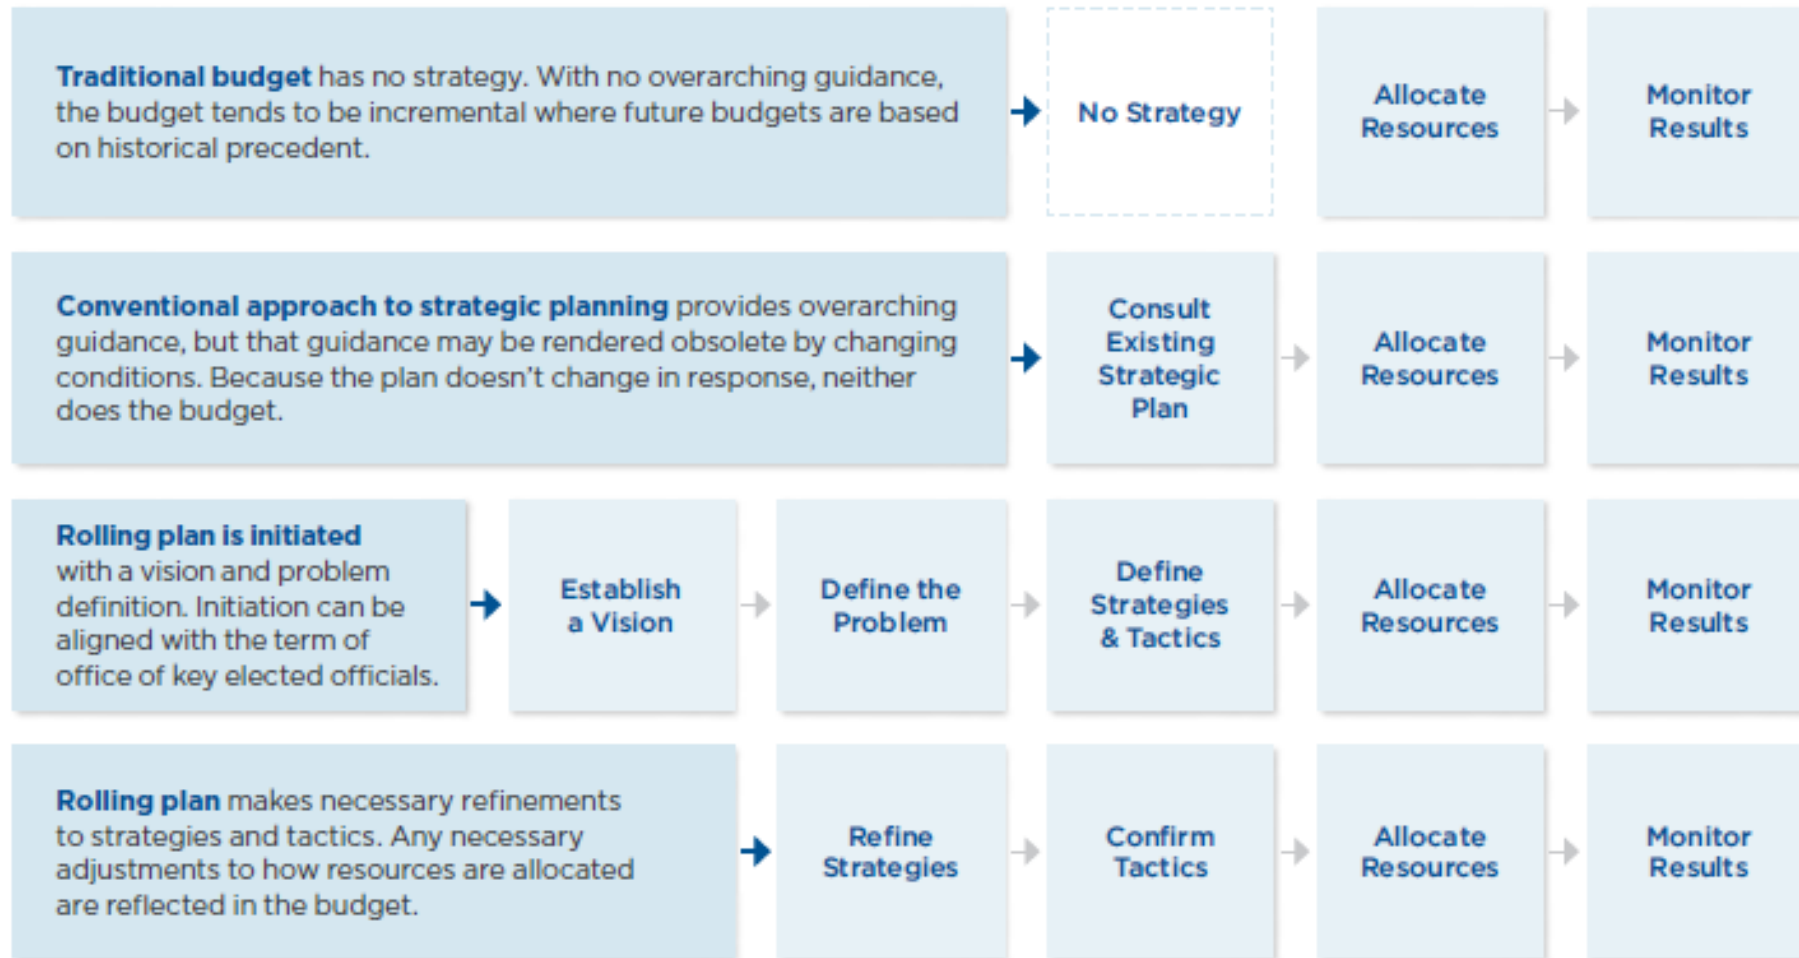 Traditional budget has no strategy. With no overarching guidance,
the budget tends to be incremental where future budgets are based
on historical precedent.
No Strategy
Allocate
Resources
Monitor
Results
Conventional approach to strategic planning provides overarching
guidance, but that guidance may be rendered obsolete by changing
conditions. Because the plan doesn't change in response, neither
does the budget.
Consult
Existing
Strategic
Plan
Allocate
Resources
Monitor
Results
Rolling plan is initiated
with a vision and problem
definition. Initiation can be
aligned with the term of
office of key elected officials.
Establish
a Vision
Define the
Problem
Define
Strategies
& Tactics
Allocate
Resources
Monitor
Results
Rolling plan makes necessary refinements
to strategies and tactics. Any necessary
adjustments to how resources are allocated
are reflected in the budget.
Refine
Strategies
Confirm
Tactics
Allocate
Resources
Monitor
Results